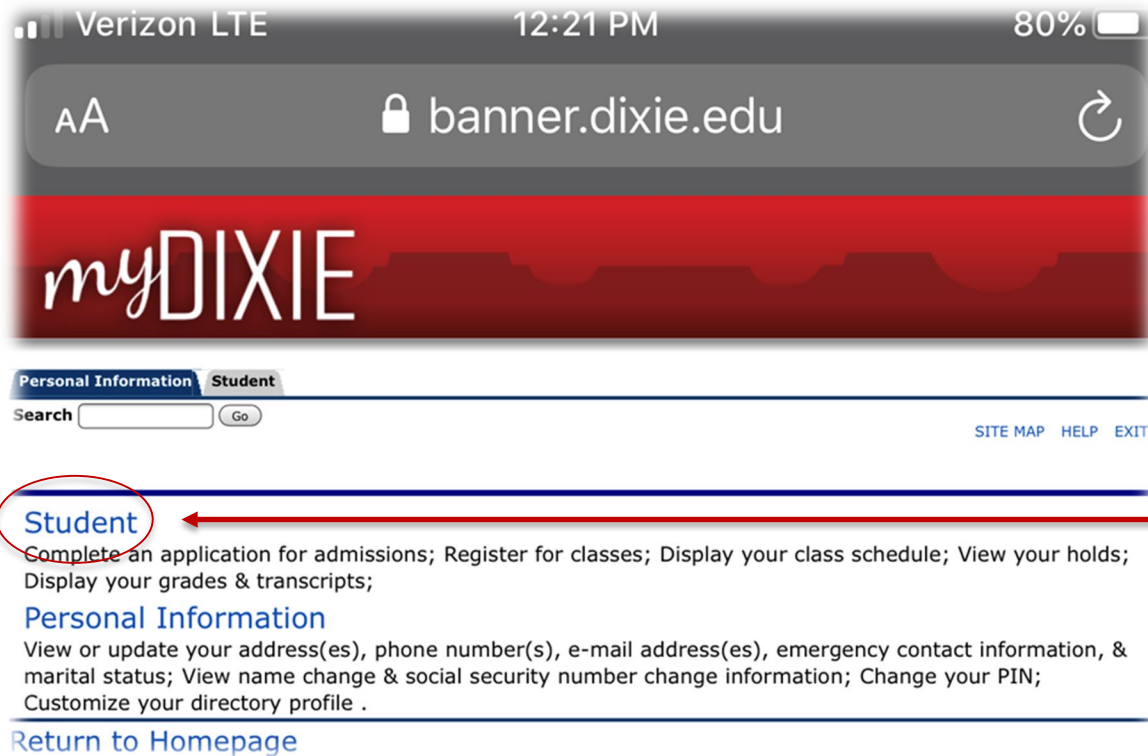 Verizon LTE 12:21 PM 80%
AA banner.dixie.edu
myDIXIE
Personal Information Student
Search Go
SITE MAP HELP EXIT
Student
Complete an application for admissions; Register for classes; Display your class schedule; View your holds;
Display your grades & transcripts;
Personal Information
View or update your address(es), phone number(s), e-mail address(es), emergency contact information, &
marital status; View name change & social security number change information; Change your PIN;
Customize your directory profile .
Return to Homepage